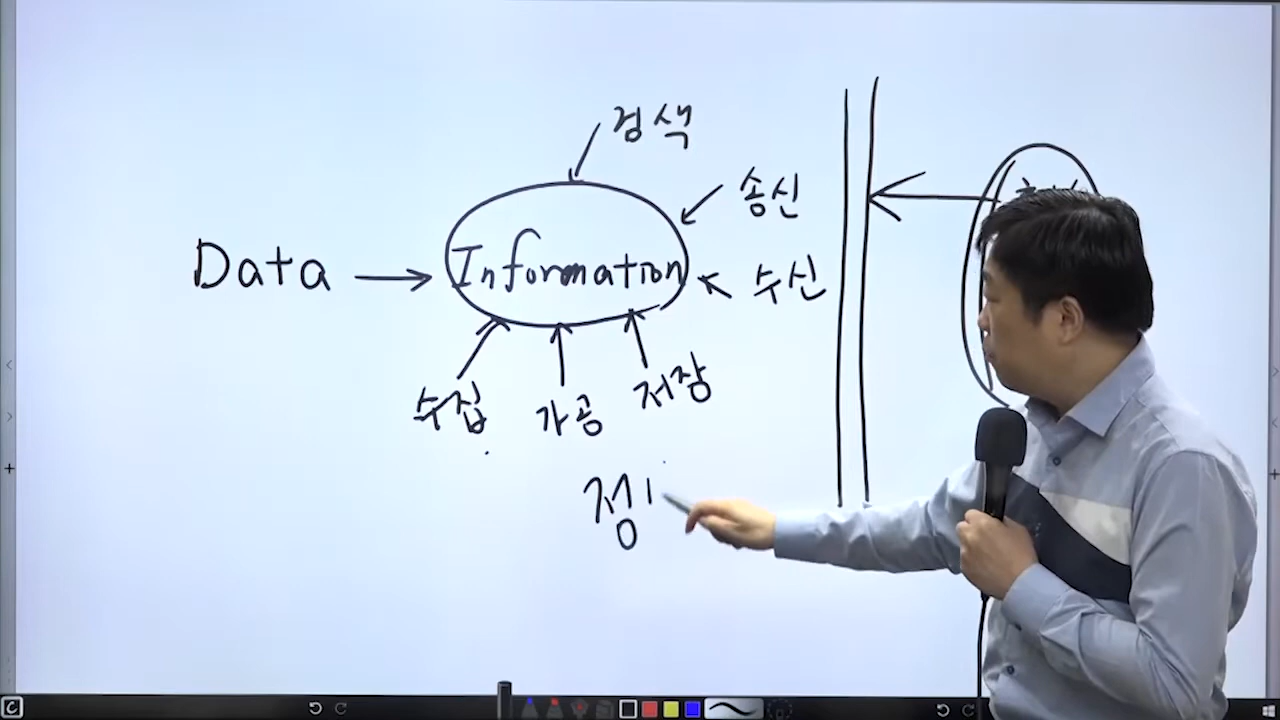 검색
송신
Data → Information
수신
수집 가공 저장
정